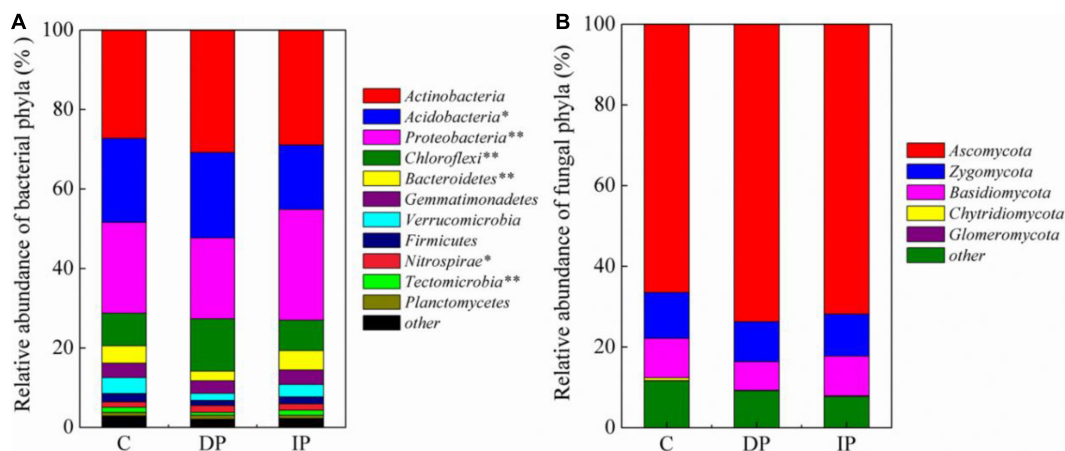 A
Relative abundance of bacterial phyla (%)
100
80
60
40
20
0
C DP IP
Actinobacteria
Acidobacteria*
Proteobacteria**
Chloroflexi**
Bacteroidetes**
Gemmatimonadetes
Verrucomicrobia
Firmicutes
Nitrospirae*
Tectomicrobia**
Planctomycetes
other
B
Relative abundance of fungal phyla (%)
100
80
60
40
20
0
C DP IP
Ascomycota
Zygomycota
Basidiomycota
Chytridiomycota
Glomeromycota
other